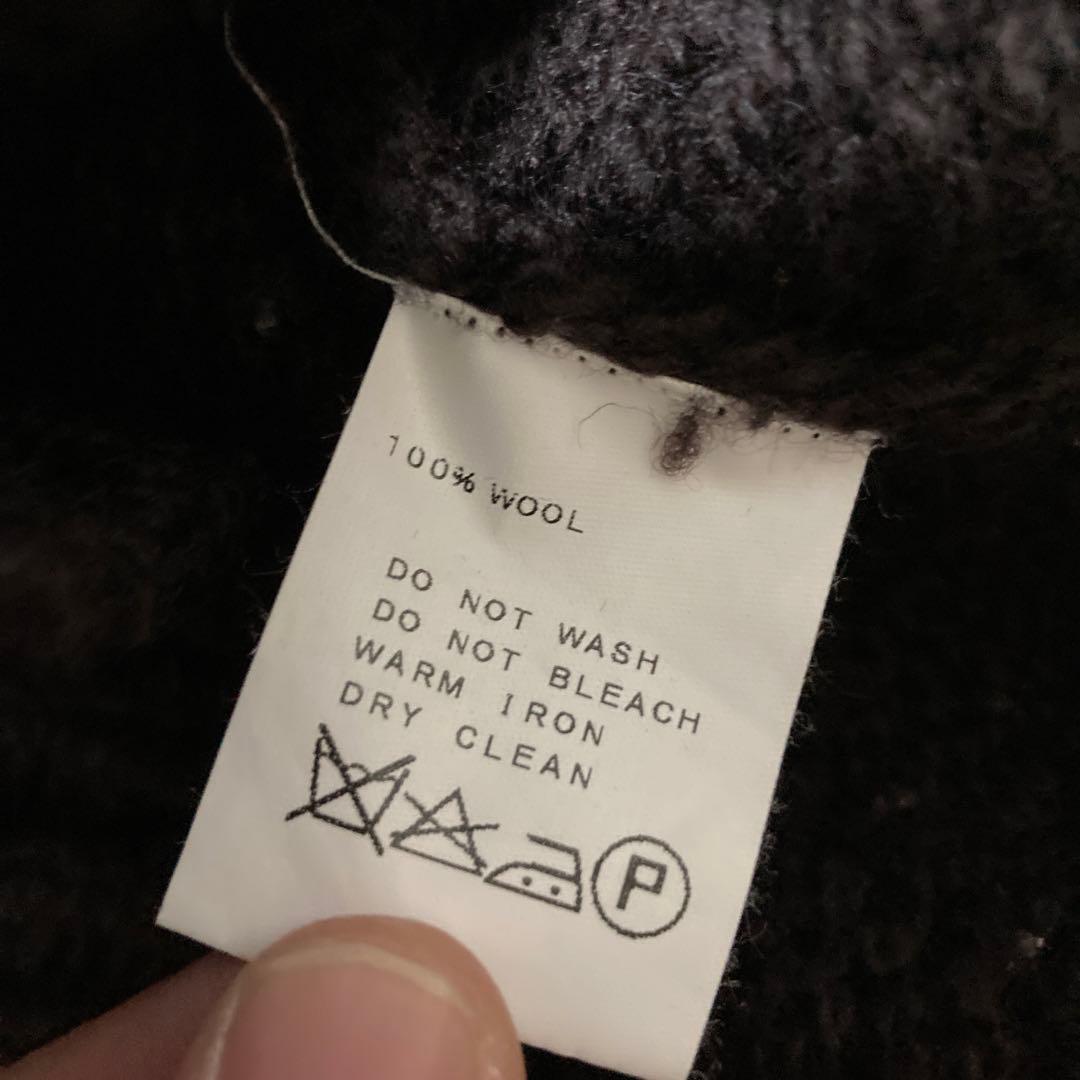 100% WOOL
DO NOT WASH
DO NOT BLEACH
WARM IRON
DRY CLEAN
P